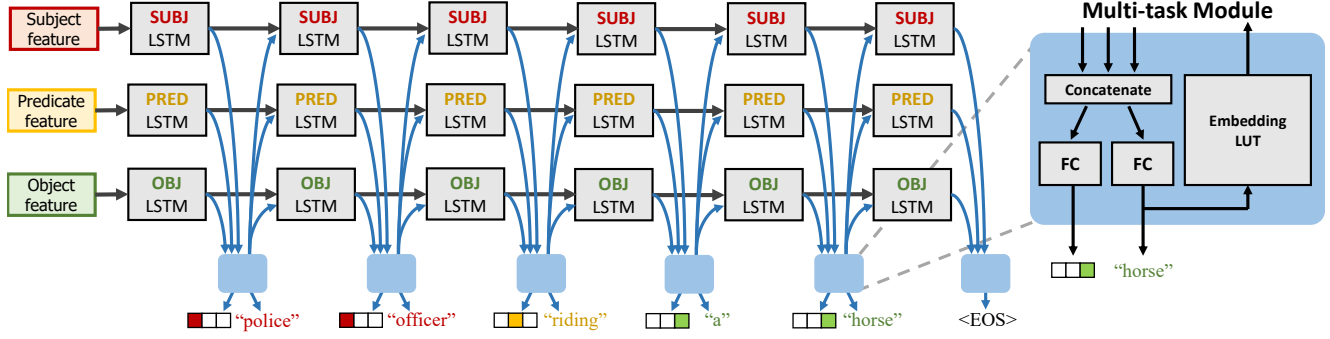 Subject
feature
SUBJ
LSTM
SUBJ
LSTM
SUBJ
LSTM
SUBJ
LSTM
SUBJ
LSTM
SUBJ
LSTM
Predicate
feature
PRED
LSTM
PRED
LSTM
PRED
LSTM
PRED
LSTM
PRED
LSTM
PRED
LSTM
Object
feature
OBJ
LSTM
OBJ
LSTM
OBJ
LSTM
OBJ
LSTM
OBJ
LSTM
OBJ
LSTM
“police”
“officer”
“riding”
“a”
“horse”
<EOS>
Multi-task Module
Concatenate
FC
FC
Embedding
LUT
“horse”